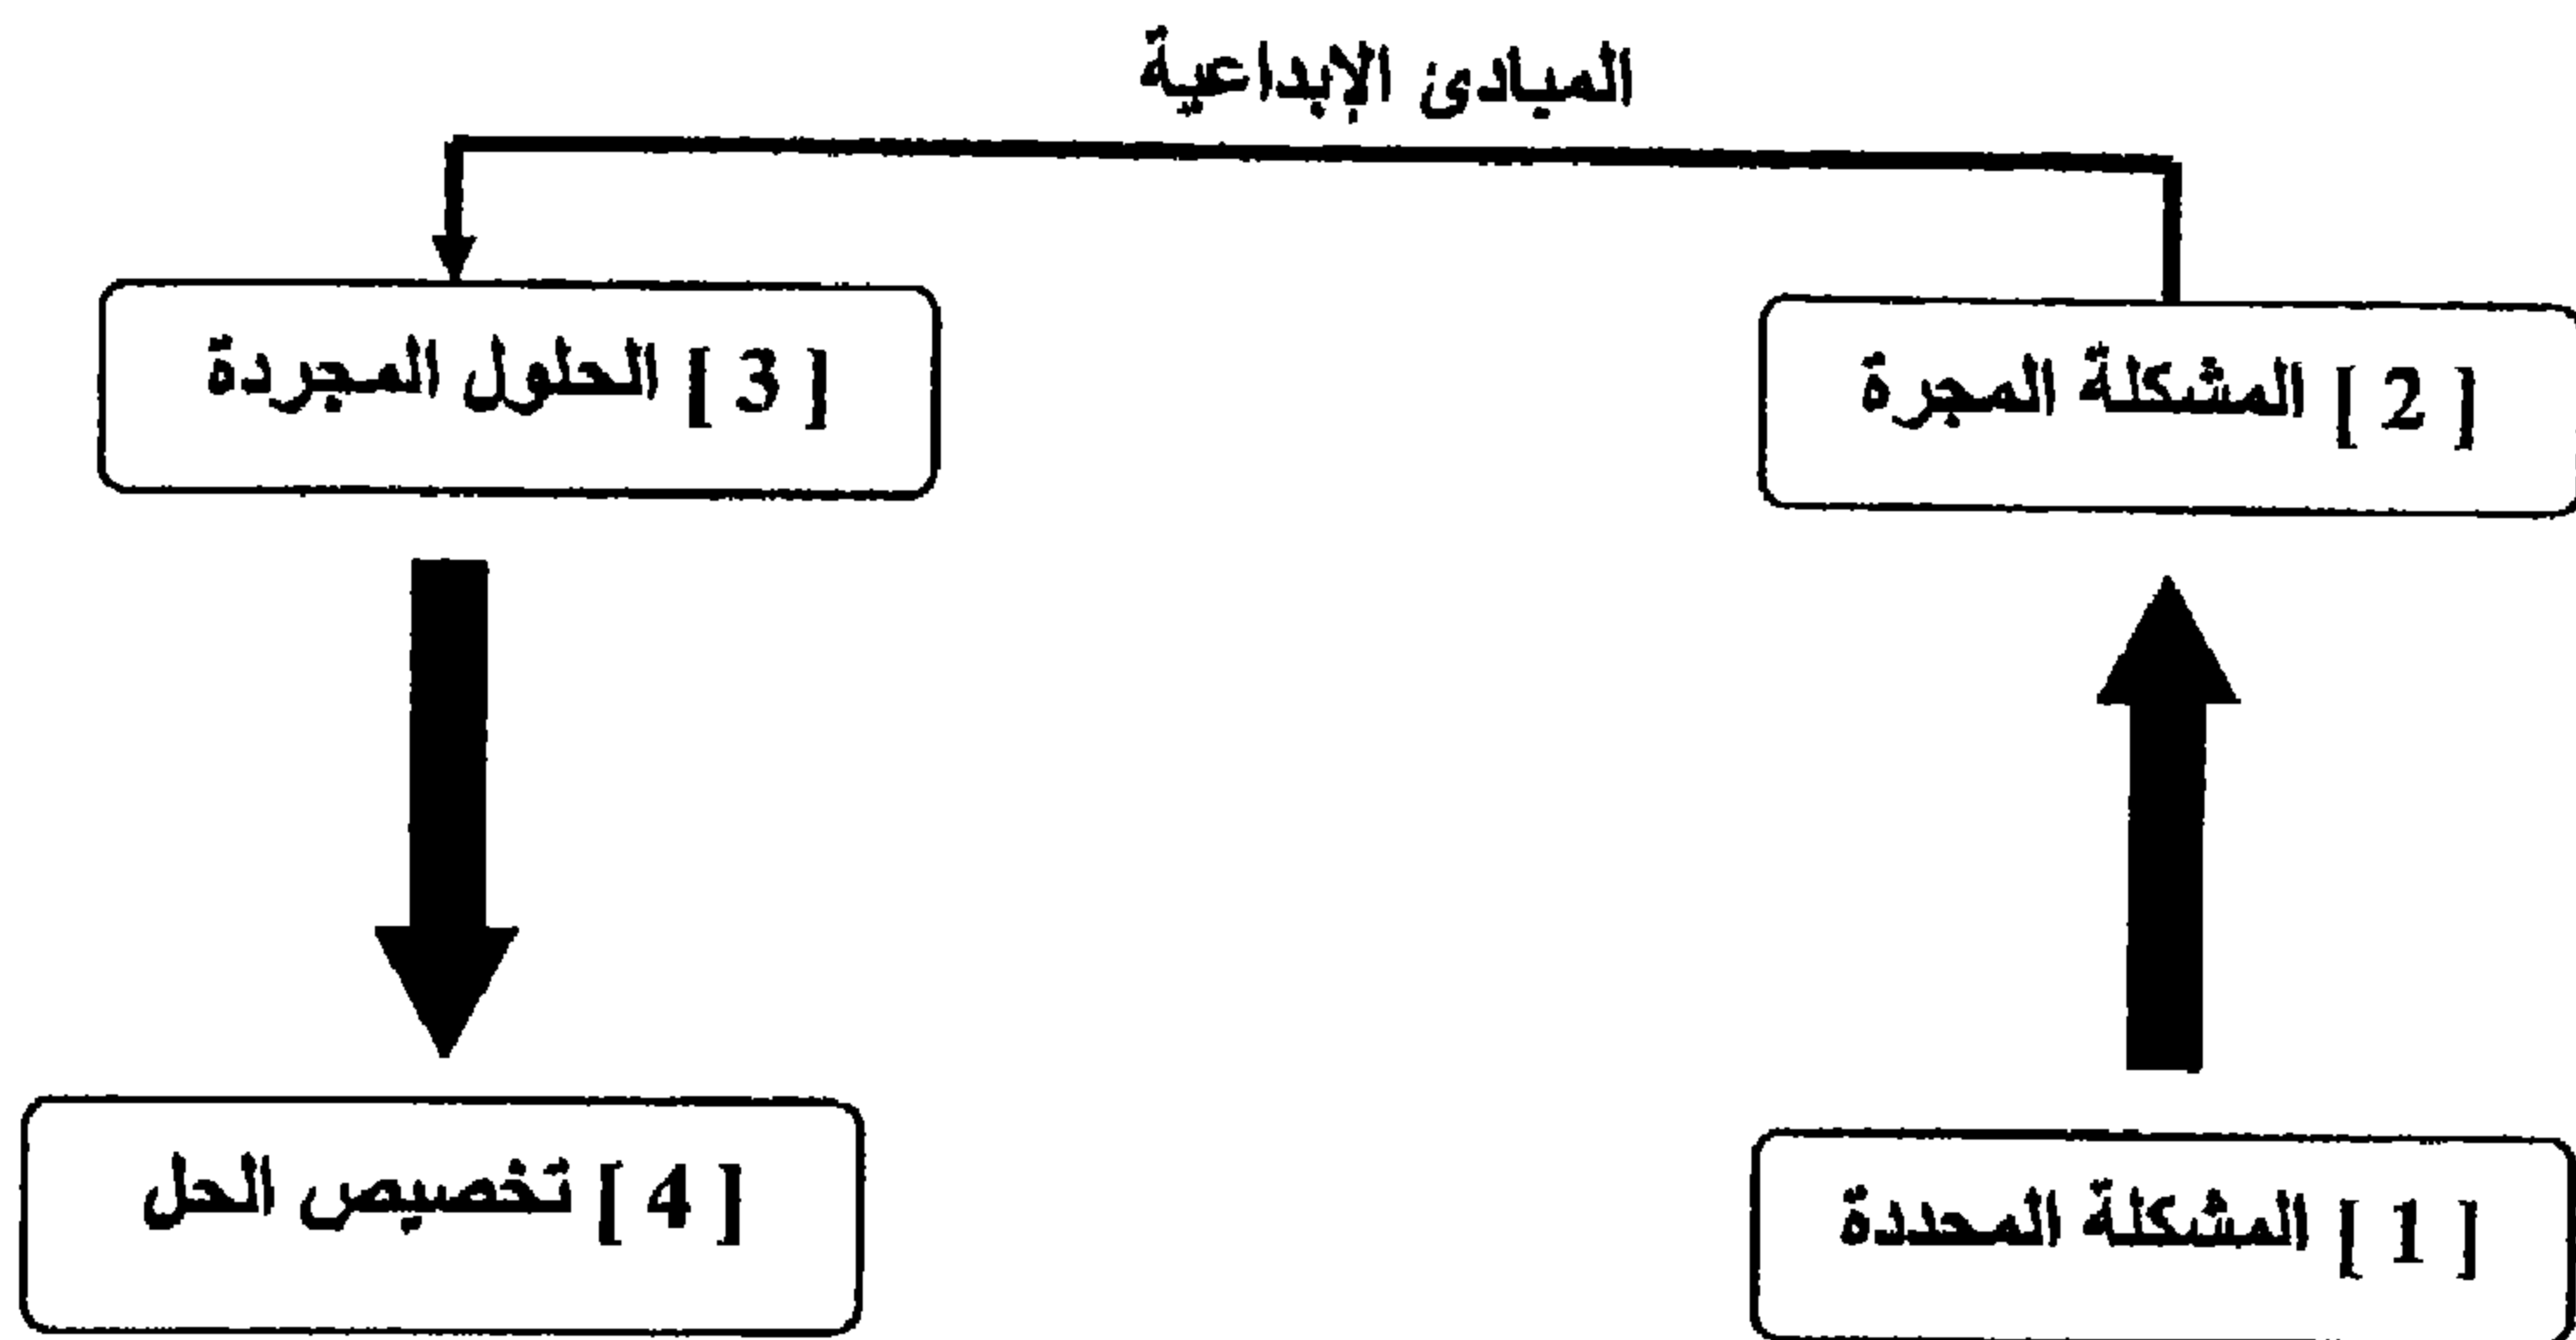 المبادئ الإبداعية
[ 2 ] المشكلة المجرة
[ 3 ] الحلول المجردة
[ 1 ] المشكلة المحددة
[ 4 ] تخصيص الحل